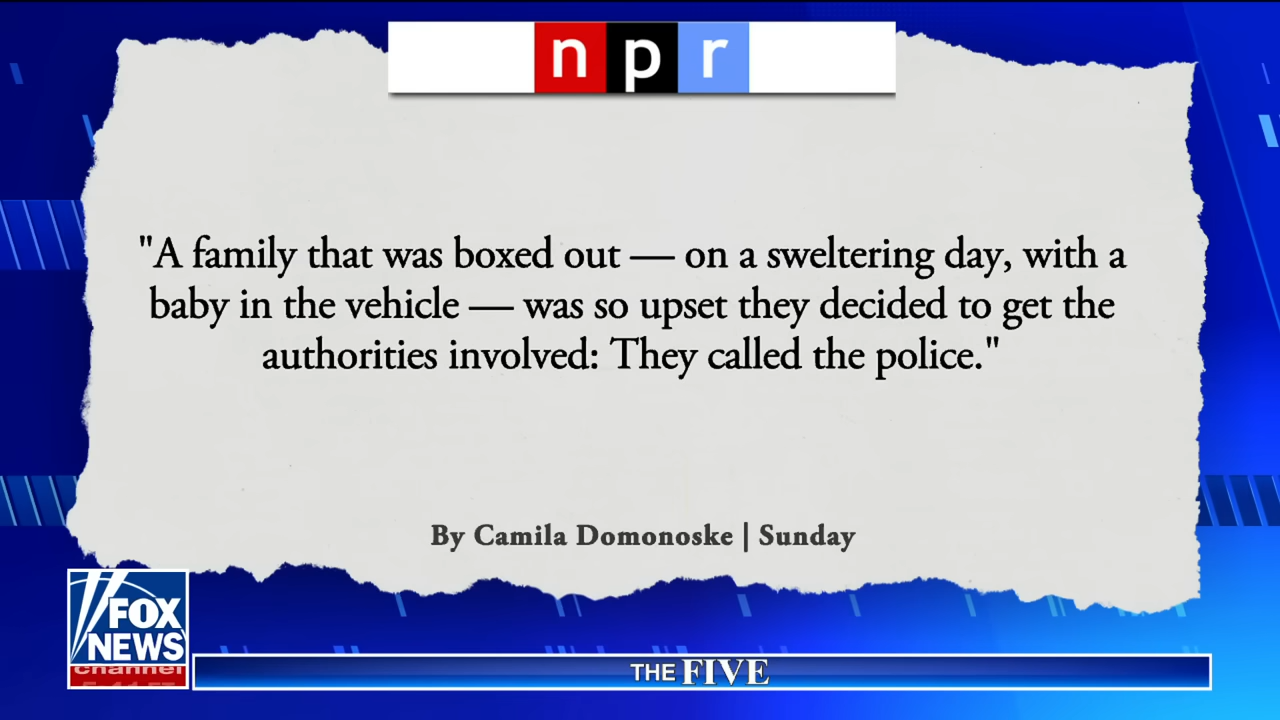 npr
"A family that was boxed out — on a sweltering day, with a
baby in the vehicle — was so upset they decided to get the
authorities involved: They called the police."
By Camila Domonoske | Sunday
FOX
NEWS
channel
THE FIVE